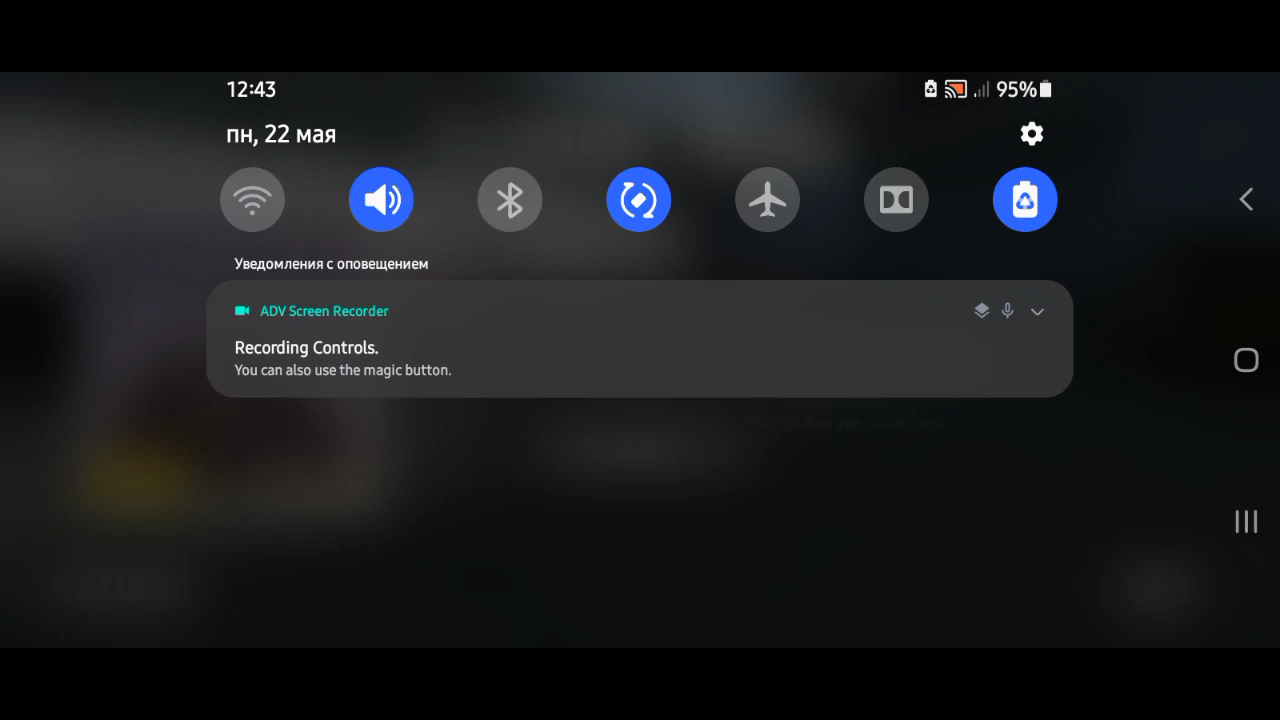 12:43
95%
пн, 22 мая
Уведомления с оповещением
ADV Screen Recorder
Recording Controls.
You can also use the magic button.